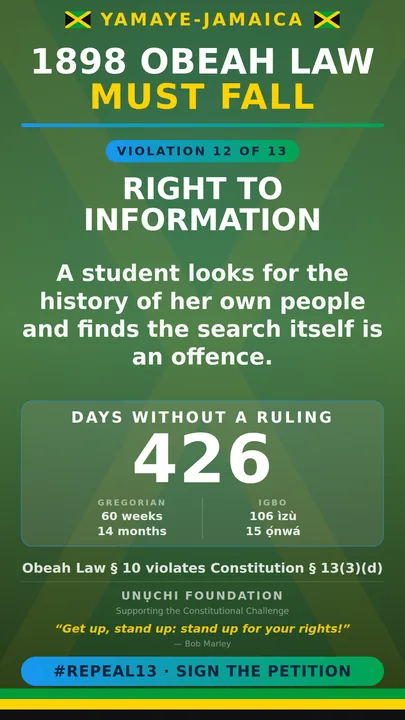 YAMAYE-JAMAICA
1898 OBEAH LAW
MUST FALL
VIOLATION 12 OF 13
RIGHT TO
INFORMATION
A student looks for the
history of her own people
and finds the search itself is
an offence.
DAYS WITHOUT A RULING
426
GREGORIAN
60 weeks
14 months
IGBO
106 ìzù
15 ọ́nwá
Obeah Law § 10 violates Constitution § 13(3)(d)
UNỤCHI FOUNDATION
Supporting the Constitutional Challenge
“Get up, stand up: stand up for your rights!”
— Bob Marley
#REPEAL13 · SIGN THE PETITION